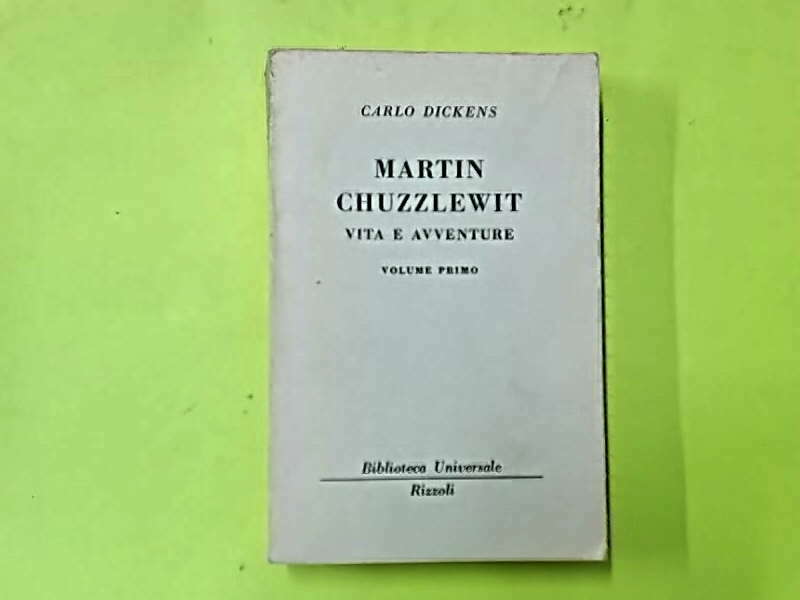 CARLO DICKENS
MARTIN
CHUZZLEWIT
VITA E AVVENTURE
VOLUME PRIMO
Biblioteca Universale
Rizzoli